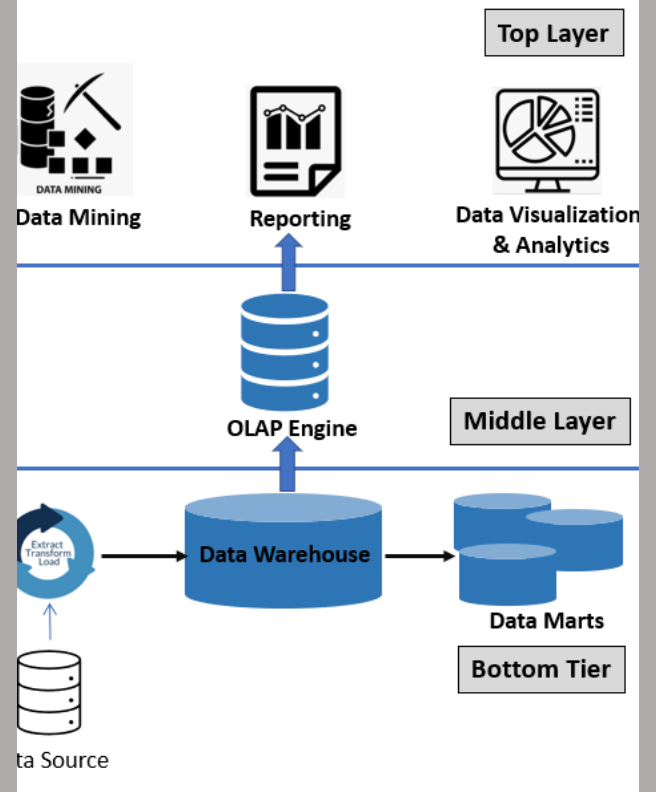 Top Layer
DATA MINING
Data Mining
Reporting
Data Visualization
& Analytics
OLAP Engine
Middle Layer
Extract
Transform
Load
Data Warehouse
Data Marts
Bottom Tier
ta Source